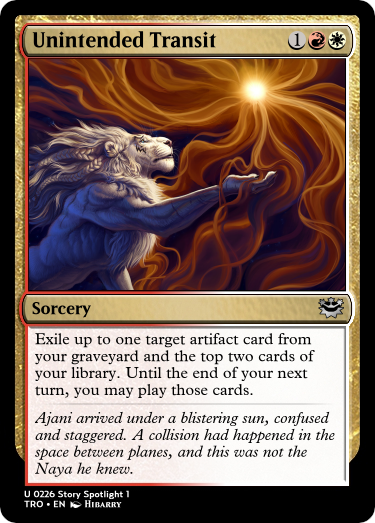 Unintended Transit 1
Sorcery
Exile up to one target artifact card from
your graveyard and the top two cards of
your library. Until the end of your next
turn, you may play those cards.
Ajani arrived under a blistering sun, confused
and staggered. A collision had happened in the
space between planes, and this was not the
Naya he knew.
U 0226 Story Spotlight 1
TRO • EN Hibarry